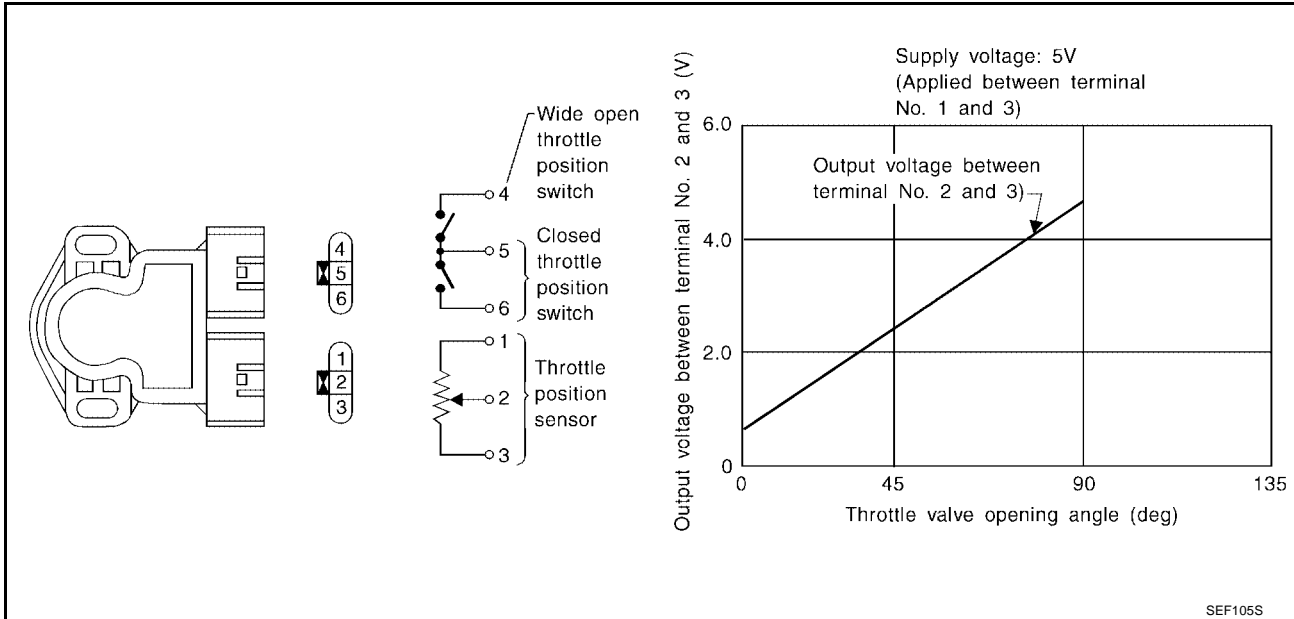 4
5
6
1
2
3
Wide open
throttle
position
switch
4
5
Closed
throttle
position
switch
6
1
Throttle
position
sensor
2
3
Output voltage between terminal No. 2 and 3 (V)
Supply voltage: 5V
(Applied between terminal
No. 1 and 3)
6.0
Output voltage between
terminal No. 2 and 3)
4.0
2.0
0
0
45
90
135
Throttle valve opening angle (deg)
SEF105S